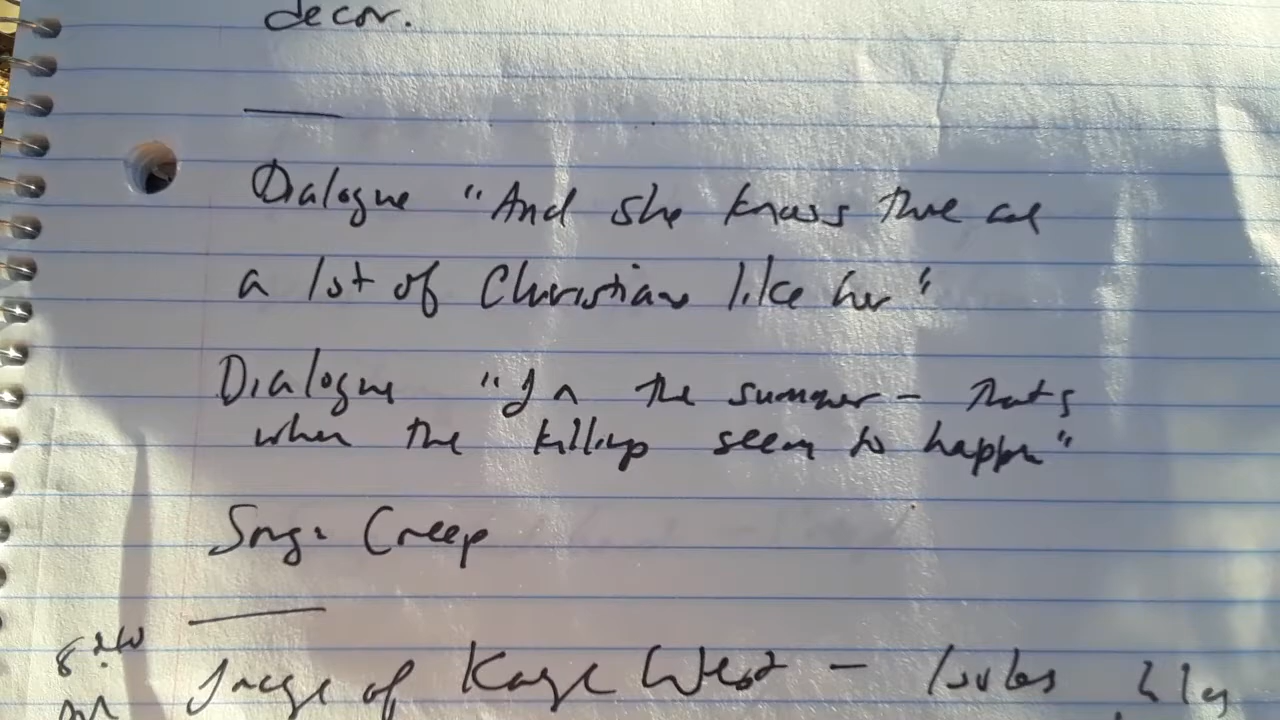 decor.
Dialogue "And she knows there are
a lot of Christians like her"
Dialogue "In the summer - that's
when the killings seem to happen"
Song: Creep
Image of Kanye West - looks